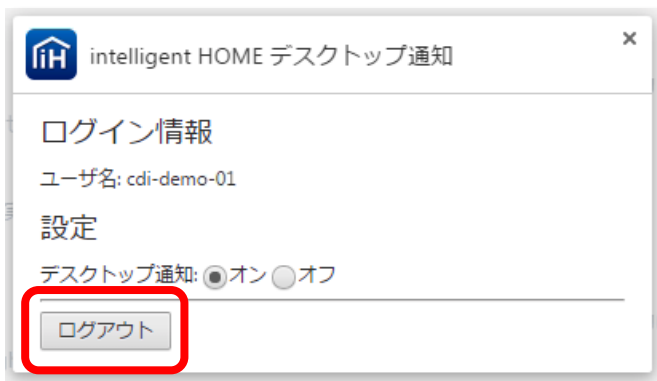 iH intelligent HOME デスクトップ通知 ×
ログイン情報
ユーザ名: cdi-demo-01
設定
デスクトップ通知: オン オフ
ログアウト